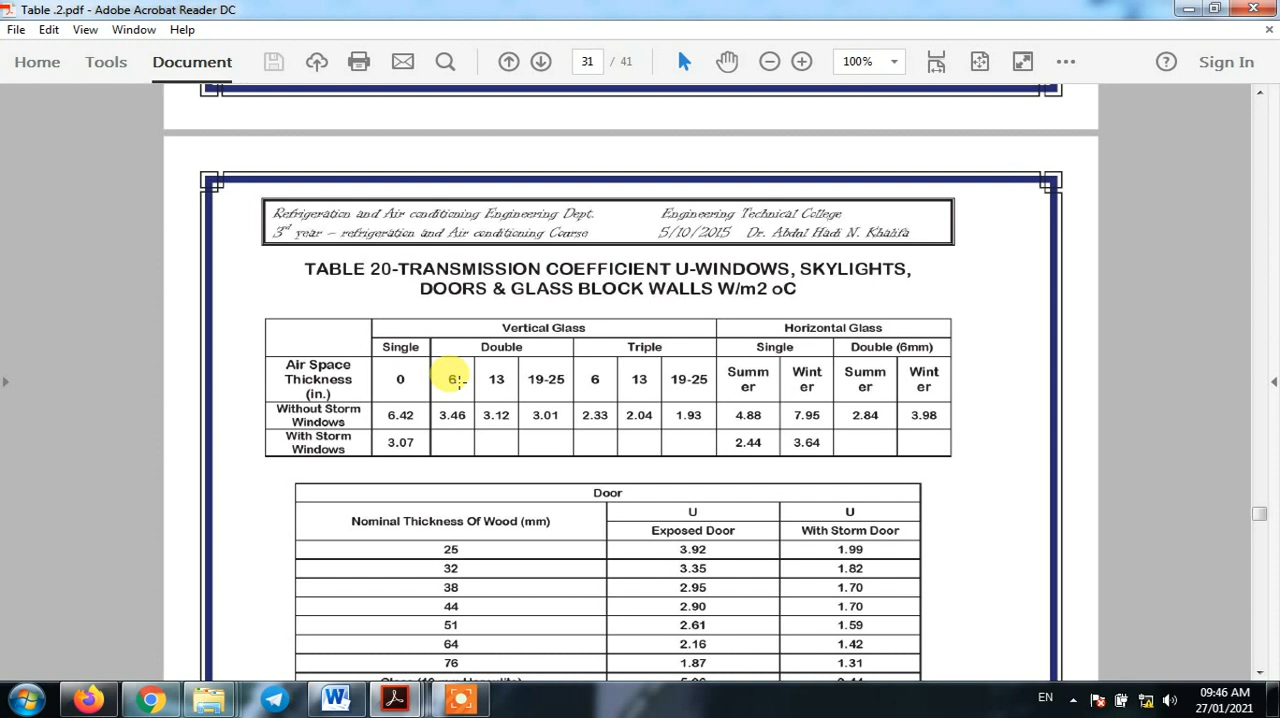 Table .2.pdf - Adobe Acrobat Reader DC
File Edit View Window Help
Home Tools Document 31 / 41 100% Sign In
Refrigeration and Air conditioning Engineering Dept. Engineering Technical College
3rd year – refrigeration and Air conditioning Course 5/10/2015 Dr. Abdul Hadi N. Khalifa
TABLE 20-TRANSMISSION COEFFICIENT U-WINDOWS, SKYLIGHTS,
DOORS & GLASS BLOCK WALLS W/m2 oC
Vertical Glass Horizontal Glass
Single Double Triple Single Double (6mm)
Air Space Thickness (in.) 0 6 13 19-25 6 13 19-25 Summer Winter Summer Winter
Without Storm Windows 6.42 3.46 3.12 3.01 2.33 2.04 1.93 4.88 7.95 2.84 3.98
With Storm Windows 3.07 2.44 3.64
Door
Nominal Thickness Of Wood (mm) U U
Exposed Door With Storm Door
25 3.92 1.99
32 3.35 1.82
38 2.95 1.70
44 2.90 1.70
51 2.61 1.59
64 2.16 1.42
76 1.87 1.31
EN 09:46 AM
27/01/2021